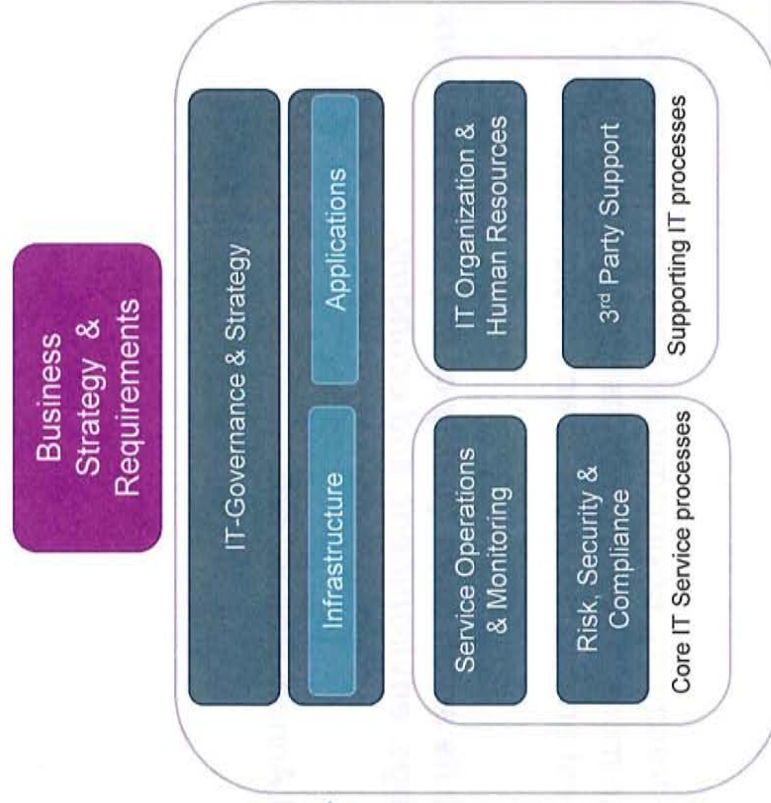 Business
Strategy &
Requirements
IT-Governance & Strategy
Infrastructure
Applications
Service Operations
& Monitoring
Risk, Security &
Compliance
Core IT Service processes
IT Organization &
Human Resources
3rd Party Support
Supporting IT processes